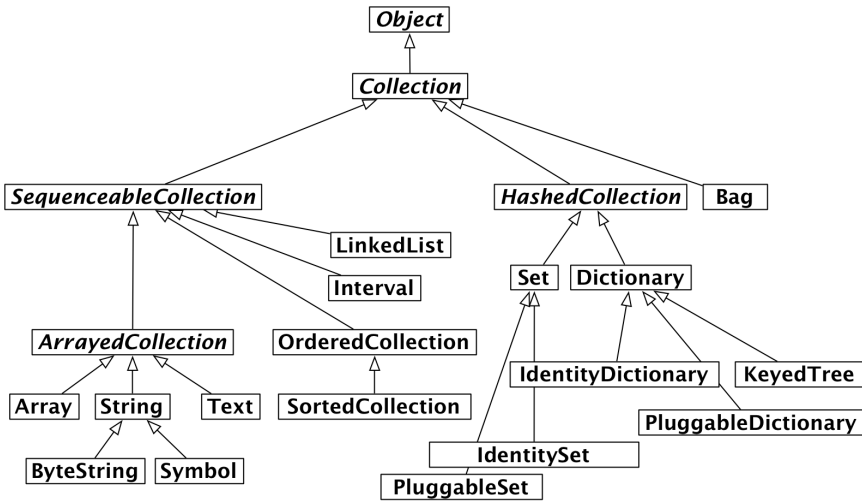 Object
Collection
SequenceableCollection
HashedCollection
Bag
LinkedList
Set
Dictionary
Interval
ArrayedCollection
OrderedCollection
IdentityDictionary
KeyedTree
Array
String
Text
SortedCollection
PluggableDictionary
IdentitySet
ByteString
Symbol
PluggableSet